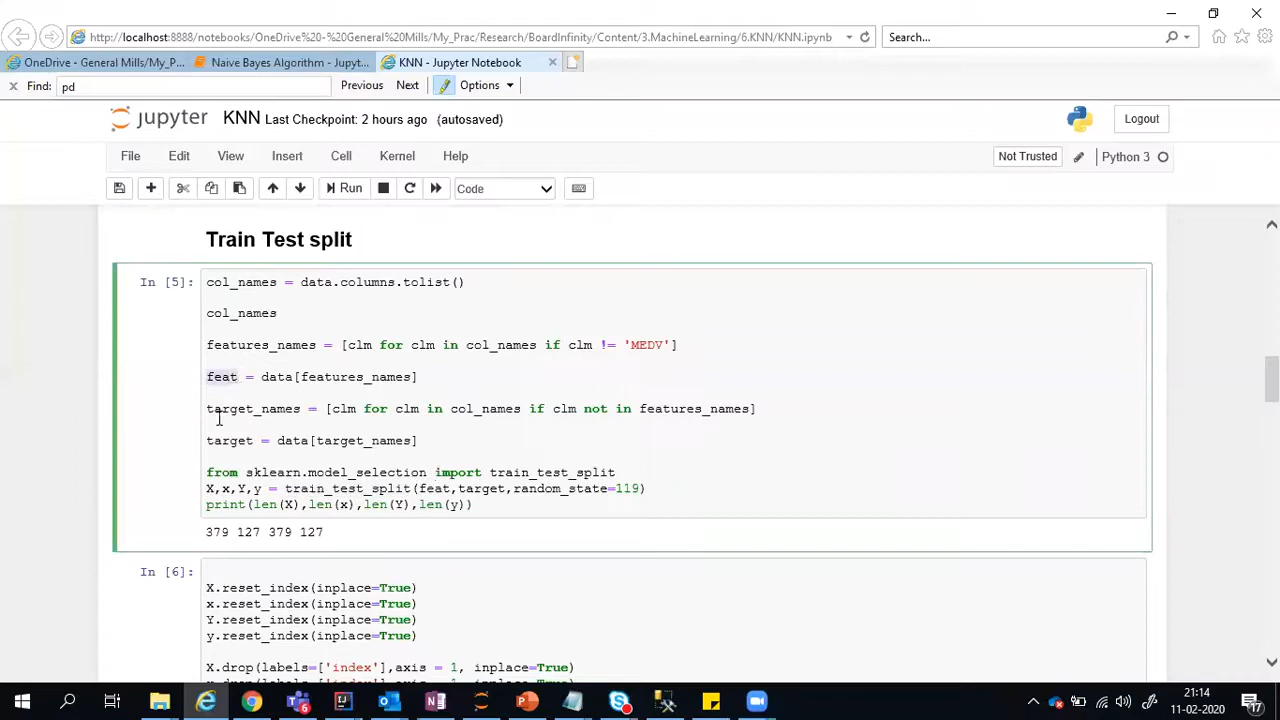 http://localhost:8888/notebooks/OneDrive%20-%20General%20Mills/My_Prac/Research/BoardInfinity/Content/3.MachineLearning/6.KNN/KNN.ipynb
Search...
OneDrive - General Mills/My_P...
Naive Bayes Algorithm - Jupyt...
KNN - Jupyter Notebook
Find: pd
Previous Next Options
jupyter KNN Last Checkpoint: 2 hours ago (autosaved)
Logout
File Edit View Insert Cell Kernel Help
Not Trusted Python 3
Run Code
Train Test split
In [5]: col_names = data.columns.tolist()
col_names
features_names = [clm for clm in col_names if clm != 'MEDV']
feat = data[features_names]
target_names = [clm for clm in col_names if clm not in features_names]
target = data[target_names]
from sklearn.model_selection import train_test_split
X,x,Y,y = train_test_split(feat,target,random_state=119)
print(len(X),len(x),len(Y),len(y))
379 127 379 127
In [6]:
X.reset_index(inplace=True)
x.reset_index(inplace=True)
Y.reset_index(inplace=True)
y.reset_index(inplace=True)
X.drop(labels=['index'],axis = 1, inplace=True)
21:14
11-02-2020
17